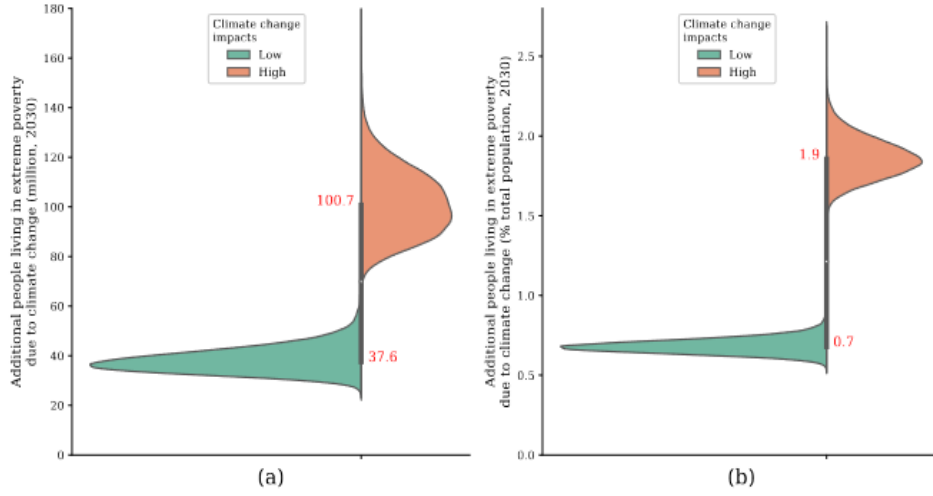 Additional people living in extreme poverty
due to climate change (million, 2030)
180
160
140
120
100
80
60
40
20
0
Climate change
impacts
Low
High
100.7
37.6
(a)
Additional people living in extreme poverty
due to climate change (% total population, 2030)
2.5
2.0
1.5
1.0
0.5
0.0
Climate change
impacts
Low
High
1.9
0.7
(b)